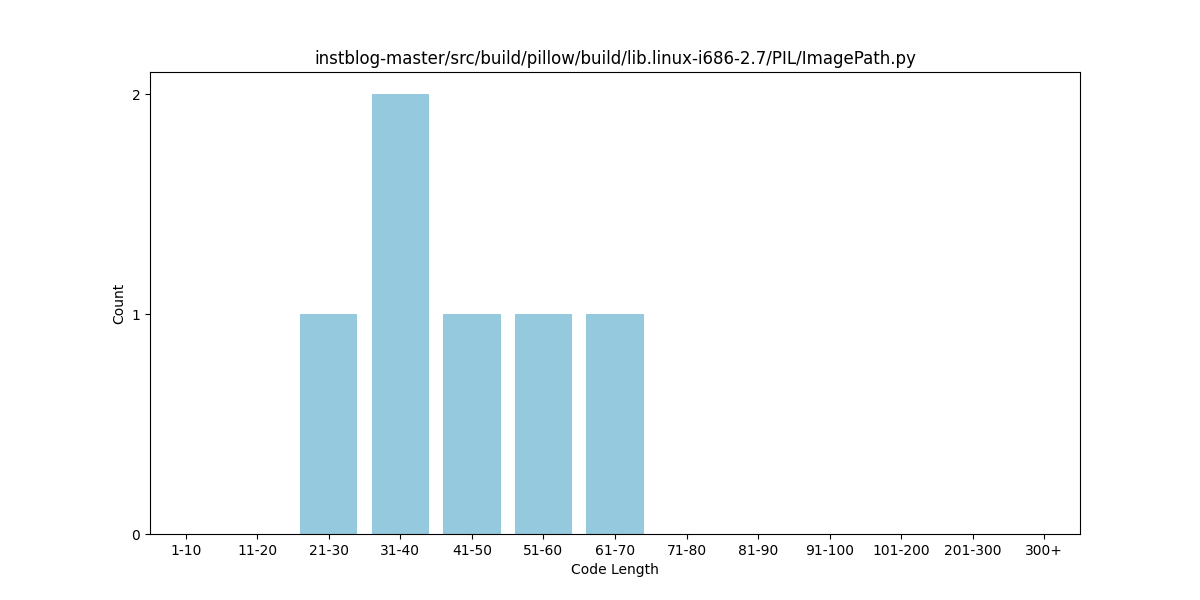 instblog-master/src/build/pillow/build/lib.linux-i686-2.7/PIL/ImagePath.py
2
1
0
Count
1-10 11-20 21-30 31-40 41-50 51-60 61-70 71-80 81-90 91-100 101-200 201-300 300+
Code Length